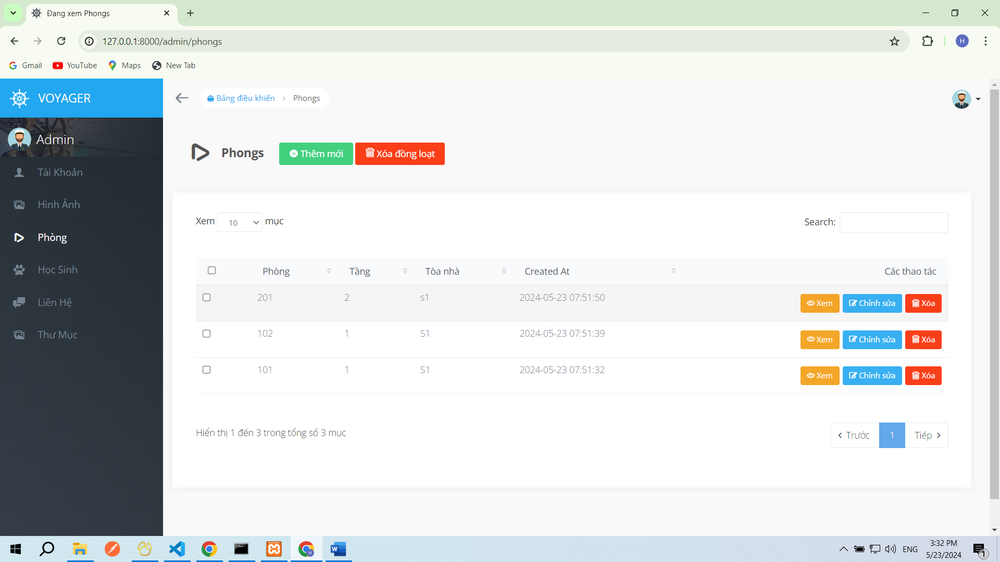 Đang xem Phongs
127.0.0.1:8000/admin/phongs
H
Gmail YouTube Maps New Tab
VOYAGER
Bảng điều khiển > Phongs
Admin
Phongs Thêm mới Xóa đồng loạt
Tài Khoản
Hình Ảnh
Phòng
Học Sinh
Liên Hệ
Thư Mục
Xem 10 mục Search:
Phòng Tầng Tòa nhà Created At Các thao tác
201 2 s1 2024-05-23 07:51:50 Xem Chỉnh sửa Xóa
102 1 S1 2024-05-23 07:51:39 Xem Chỉnh sửa Xóa
101 1 S1 2024-05-23 07:51:32 Xem Chỉnh sửa Xóa
Hiển thị 1 đến 3 trong tổng số 3 mục
‹ Trước 1 Tiếp ›
ENG
3:32 PM
5/23/2024
1